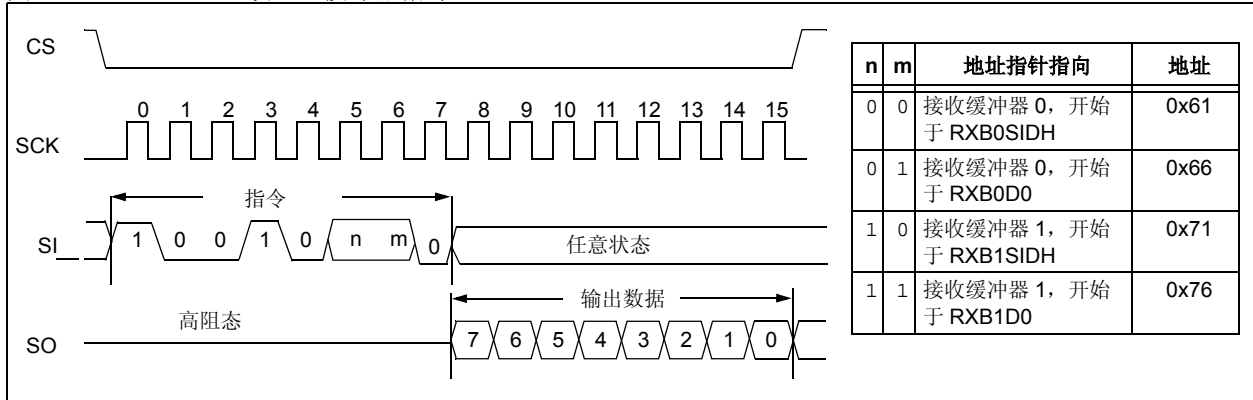 CS
SCK
0 1 2 3 4 5 6 7 8 9 10 11 12 13 14 15
指令
SI
1 0 0 1 0 n m 0
任意状态
输出数据
高阻态
SO
7 6 5 4 3 2 1 0
n m 地址指针指向 地址
0 0 接收缓冲器 0，开始 0x61
于 RXB0SIDH
0 1 接收缓冲器 0，开始 0x66
于 RXB0D0
1 0 接收缓冲器 1，开始 0x71
于 RXB1SIDH
1 1 接收缓冲器 1，开始 0x76
于 RXB1D0